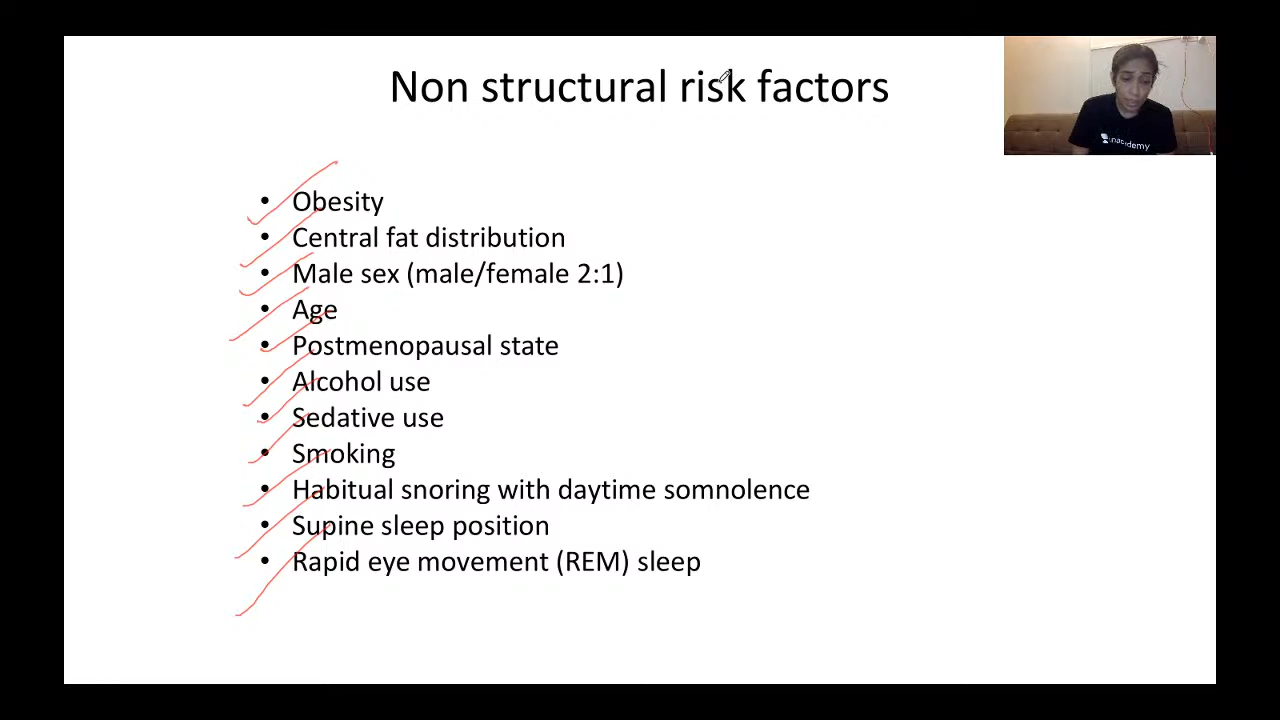 Non structural risk factors
unacademy
• Obesity
• Central fat distribution
• Male sex (male/female 2:1)
• Age
• Postmenopausal state
• Alcohol use
• Sedative use
• Smoking
• Habitual snoring with daytime somnolence
• Supine sleep position
• Rapid eye movement (REM) sleep